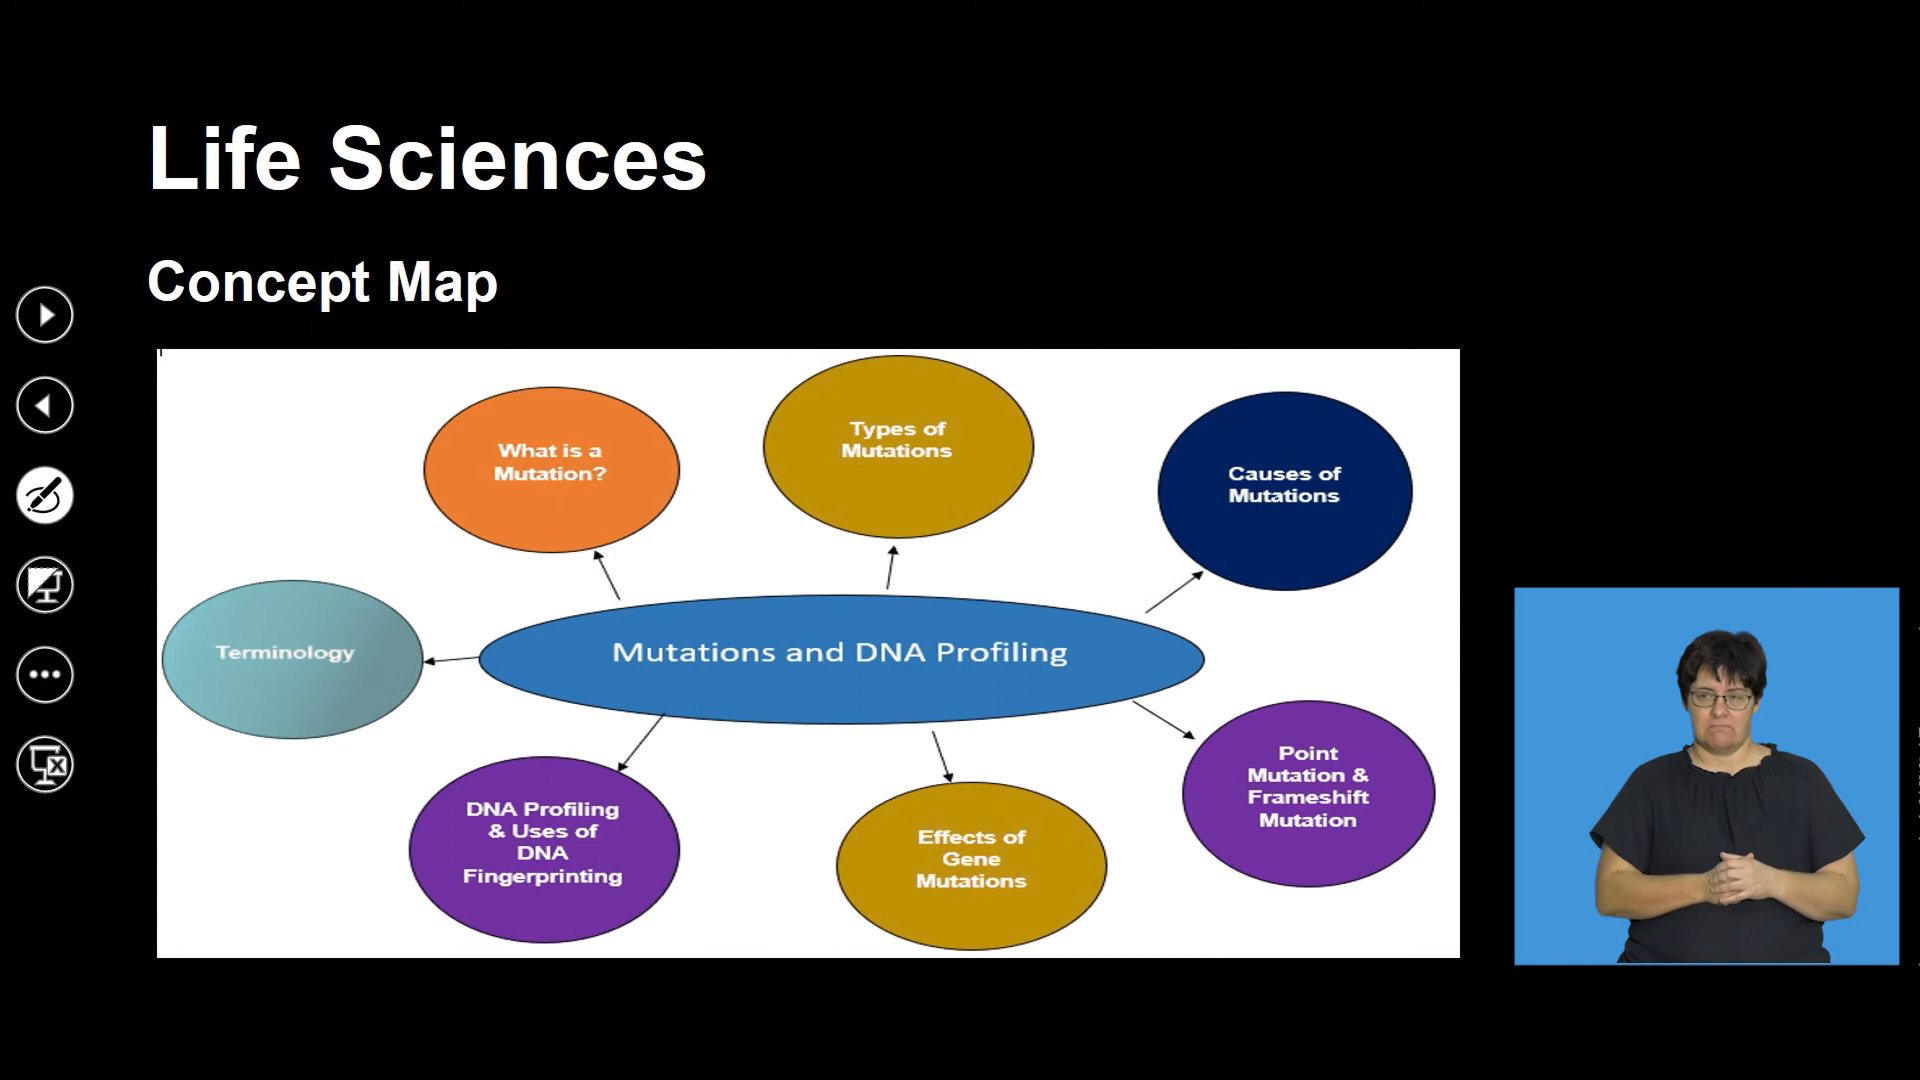 Life Sciences
Concept Map
What is a
Mutation?
Types of
Mutations
Causes of
Mutations
Terminology
Mutations and DNA Profiling
Point
Mutation &
Frameshift
Mutation
DNA Profiling
& Uses of
DNA
Fingerprinting
Effects of
Gene
Mutations